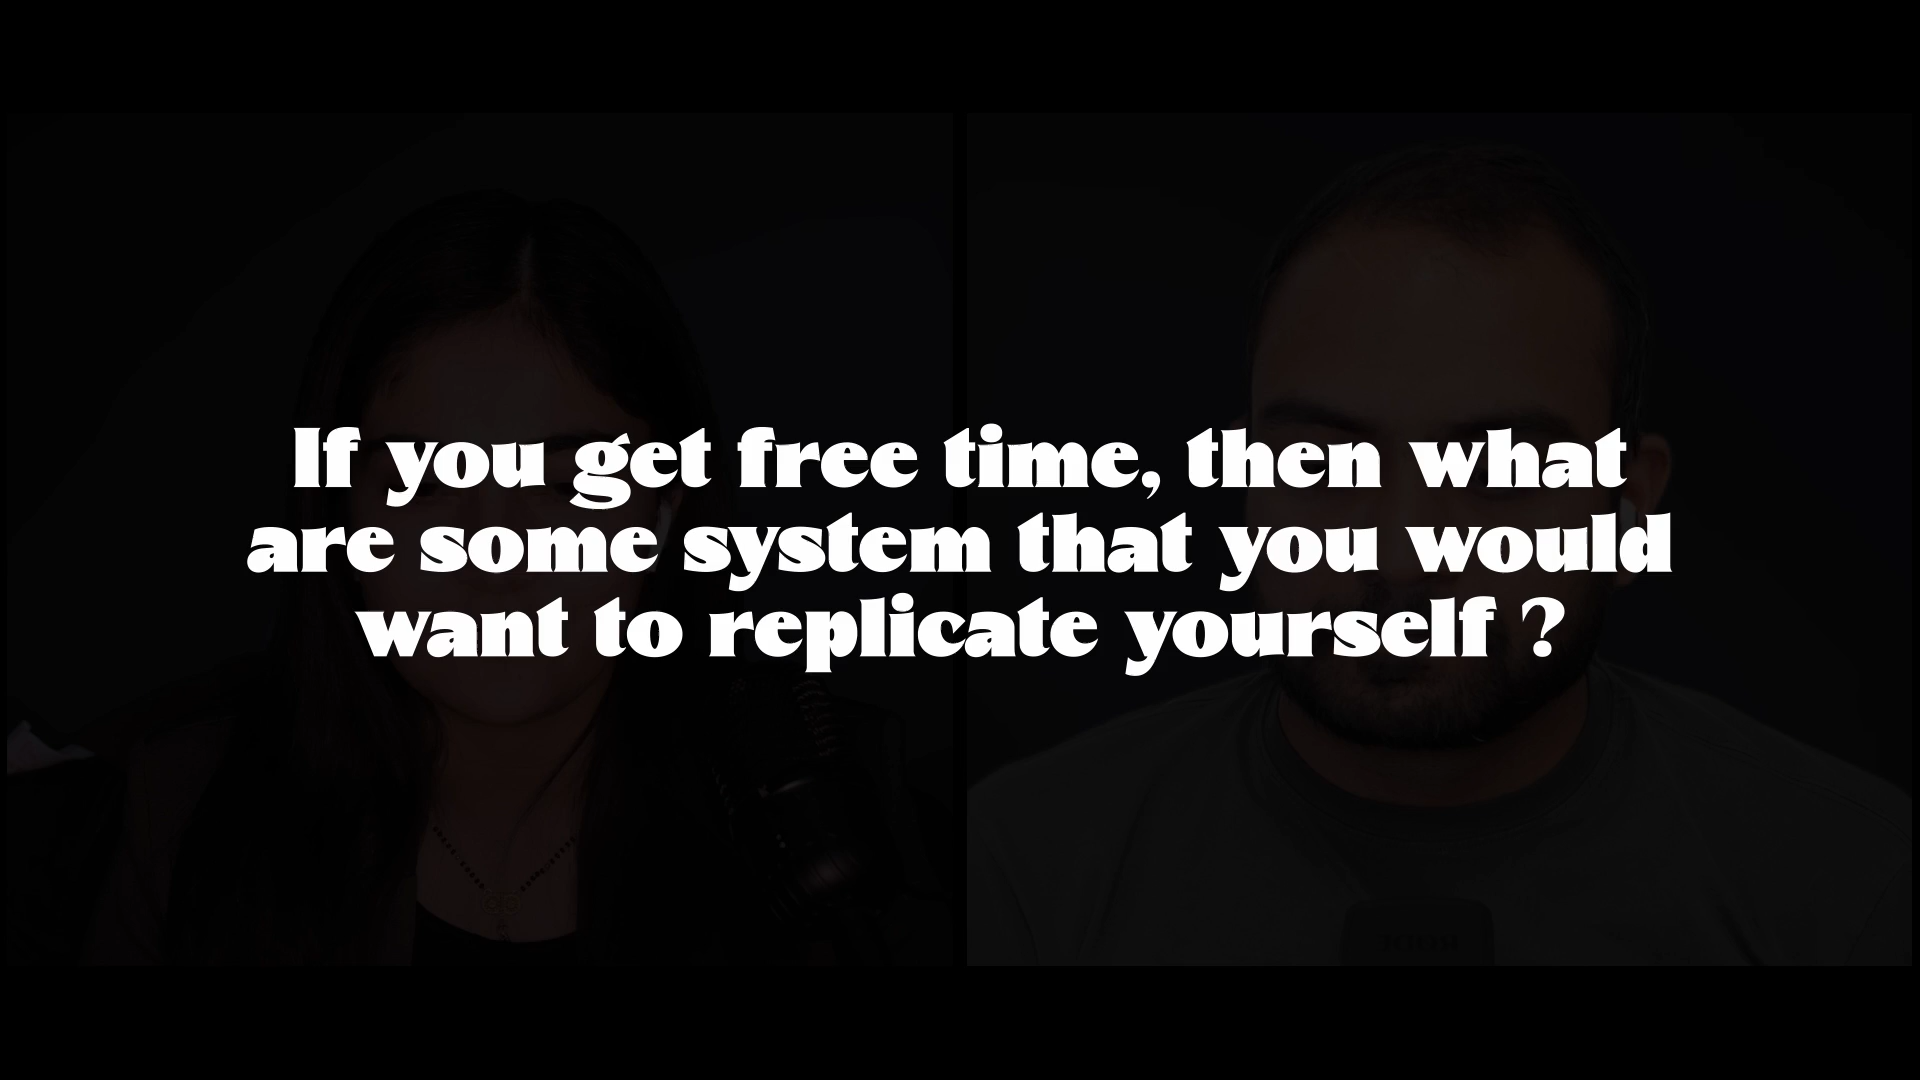 If you get free time, then what
are some system that you would
want to replicate yourself ?